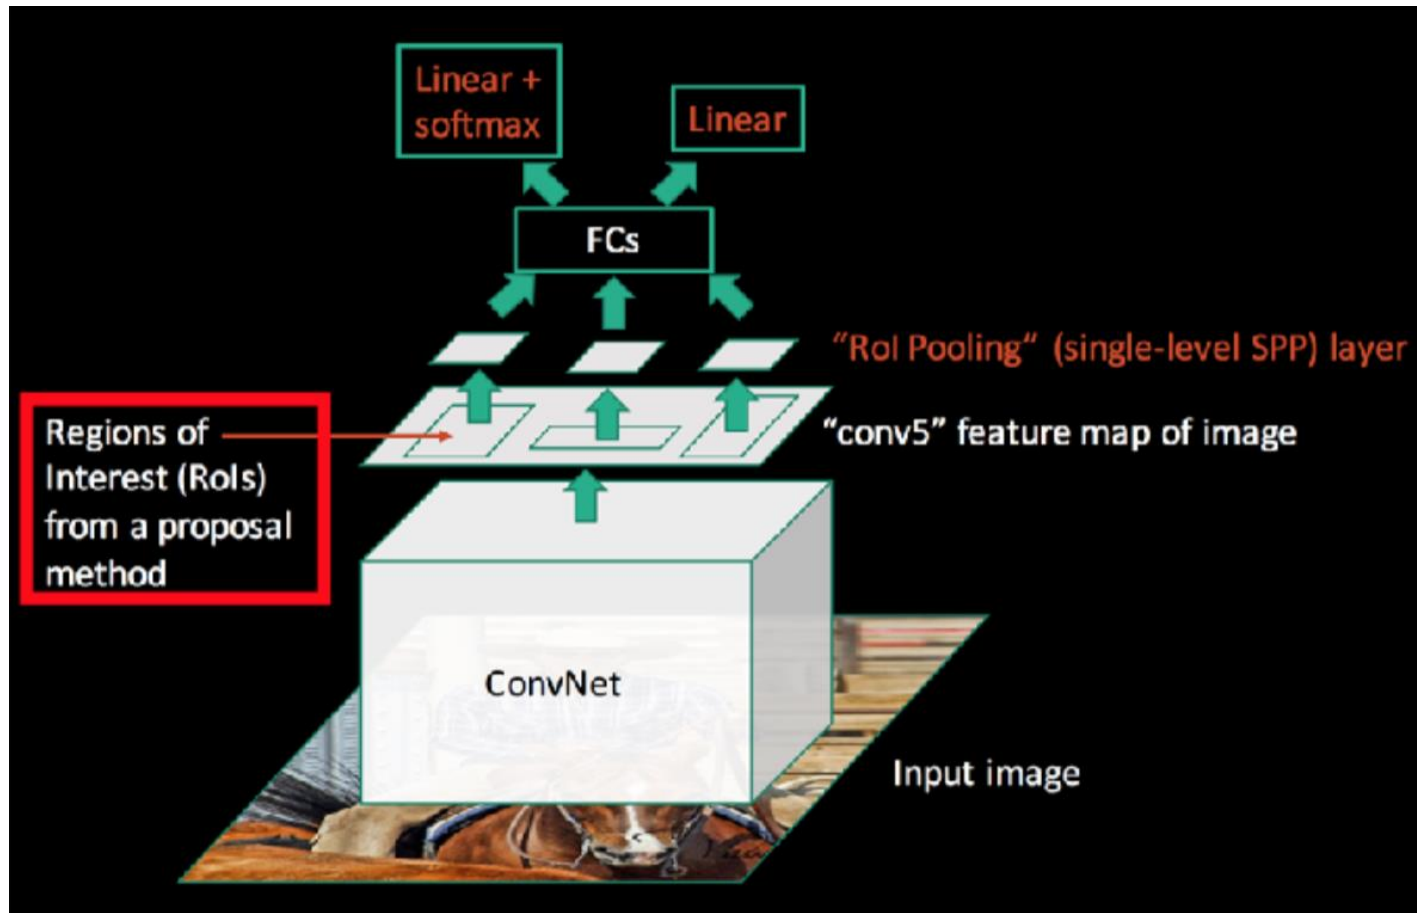 Linear +
softmax
Linear
FCs
“RoI Pooling“ (single-level SPP) layer
Regions of
Interest (RoIs)
from a proposal
method
“conv5” feature map of image
ConvNet
Input image